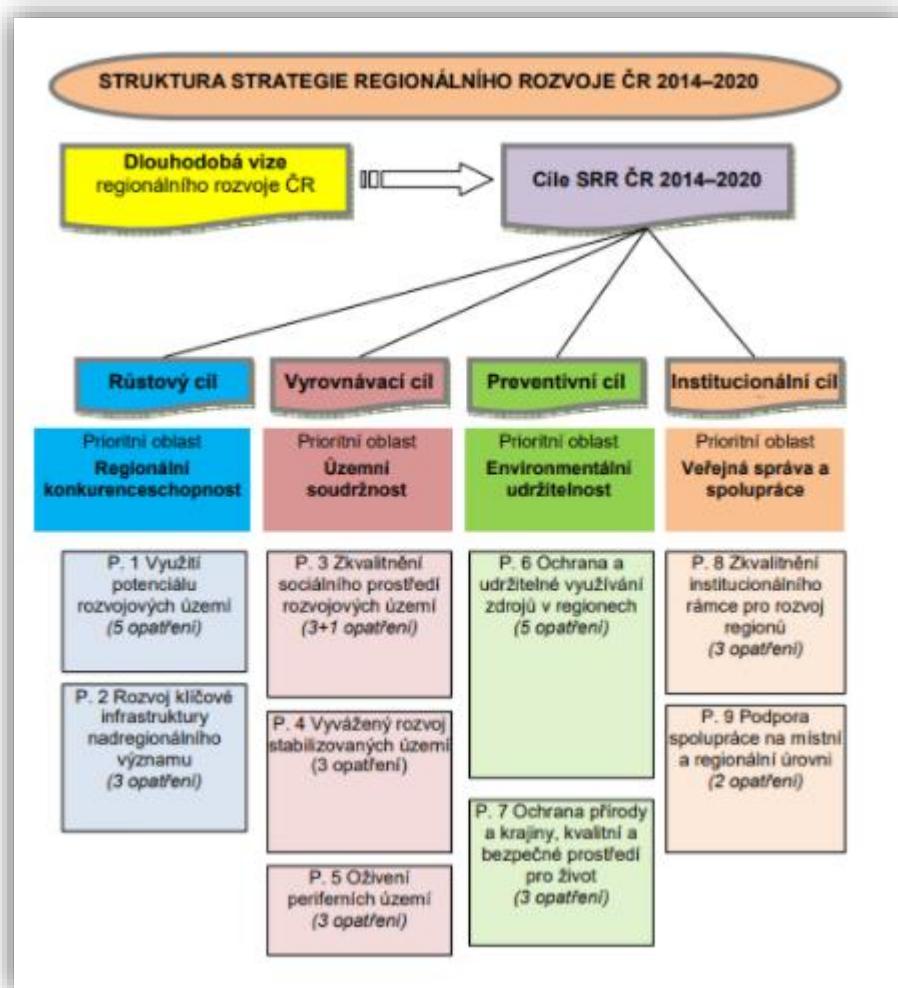 STRUKTURA STRATEGIE REGIONÁLNÍHO ROZVOJE ČR 2014–2020
Dlouhodobá vize
regionálního rozvoje ČR
Cíle SRR ČR 2014–2020
Růstový cíl
Vyrovnávací cíl
Preventivní cíl
Institucionální cíl
Prioritní oblast
Regionální
konkurenceschopnost
Prioritní oblast
Územní
soudržnost
Prioritní oblast
Environmentální
udržitelnost
Prioritní oblast
Veřejná správa a
spolupráce
P. 1 Využití
potenciálu
rozvojových území
(5 opatření)
P. 2 Rozvoj klíčové
infrastruktury
nadregionálního
významu
(3 opatření)
P. 3 Zkvalitnění
sociálního prostředí
rozvojových území
(3+1 opatření)
P. 4 Vyvážený rozvoj
stabilizovaných území
(3 opatření)
P. 5 Oživení
periferních území
(3 opatření)
P. 6 Ochrana a
udržitelné využívání
zdrojů v regionech
(5 opatření)
P. 7 Ochrana přírody
a krajiny, kvalitní a
bezpečné prostředí
pro život
(3 opatření)
P. 8 Zkvalitnění
institucionálního
rámce pro rozvoj
regionů
(3 opatření)
P. 9 Podpora
spolupráce na místní
a regionální úrovni
(2 opatření)